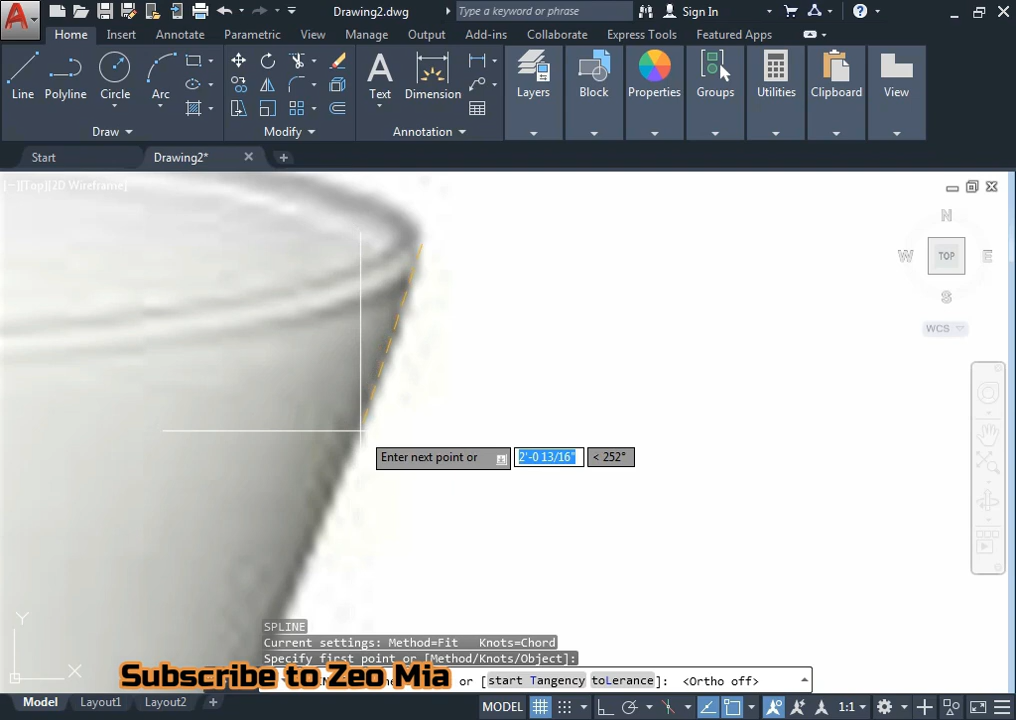 A
Drawing2.dwg
Type a keyword or phrase
Sign In
Home
Insert
Annotate
Parametric
View
Manage
Output
Add-ins
Collaborate
Express Tools
Featured Apps
Line
Polyline
Circle
Arc
Draw
Modify
A
Text
Dimension
Annotation
Layers
Block
Properties
Groups
Utilities
Clipboard
View
Start
Drawing2*
[−][Top][2D Wireframe]
N
W
TOP
E
S
WCS
Enter next point or
2'-0 13/16"
< 252°
Y
X
SPLINE
Current settings: Method=Fit Knots=Chord
Specify first point or [Method/Knots/Object]:
or [start Tangency toLerance]: <Ortho off>
Subscribe to Zeo Mia
Model
Layout1
Layout2
MODEL
1:1